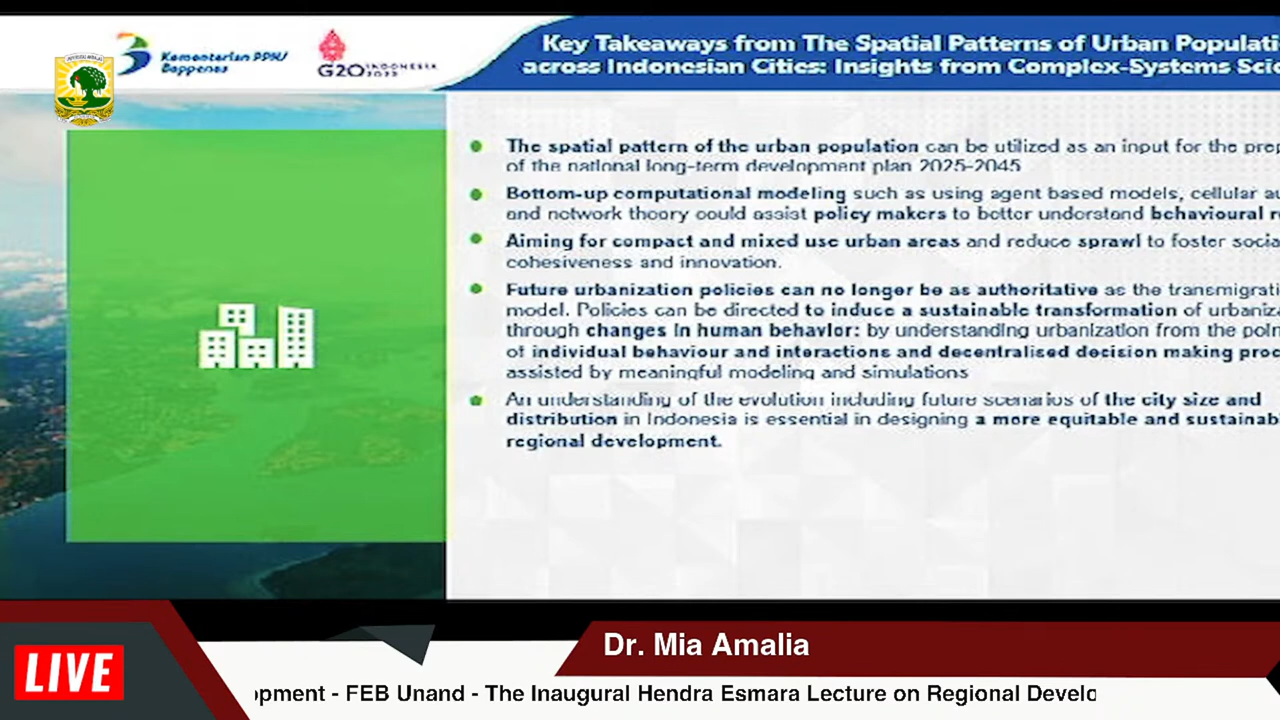 Kementerian PPN/
Bappenas
G20 INDONESIA
2022
Key Takeaways from The Spatial Patterns of Urban Populati
across Indonesian Cities: Insights from Complex-Systems Scie
The spatial pattern of the urban population can be utilized as an input for the prep
of the national long-term development plan 2025-2045
Bottom-up computational modeling such as using agent based models, cellular au
and network theory could assist policy makers to better understand behavioural r
Aiming for compact and mixed use urban areas and reduce sprawl to foster socia
cohesiveness and innovation.
Future urbanization policies can no longer be as authoritative as the transmigrati
model. Policies can be directed to induce a sustainable transformation of urbaniza
through changes in human behavior: by understanding urbanization from the poin
of individual behaviour and interactions and decentralised decision making proc
assisted by meaningful modeling and simulations
An understanding of the evolution including future scenarios of the city size and
distribution in Indonesia is essential in designing a more equitable and sustainab
regional development.
Dr. Mia Amalia
LIVE
opment - FEB Unand - The Inaugural Hendra Esmara Lecture on Regional Develo